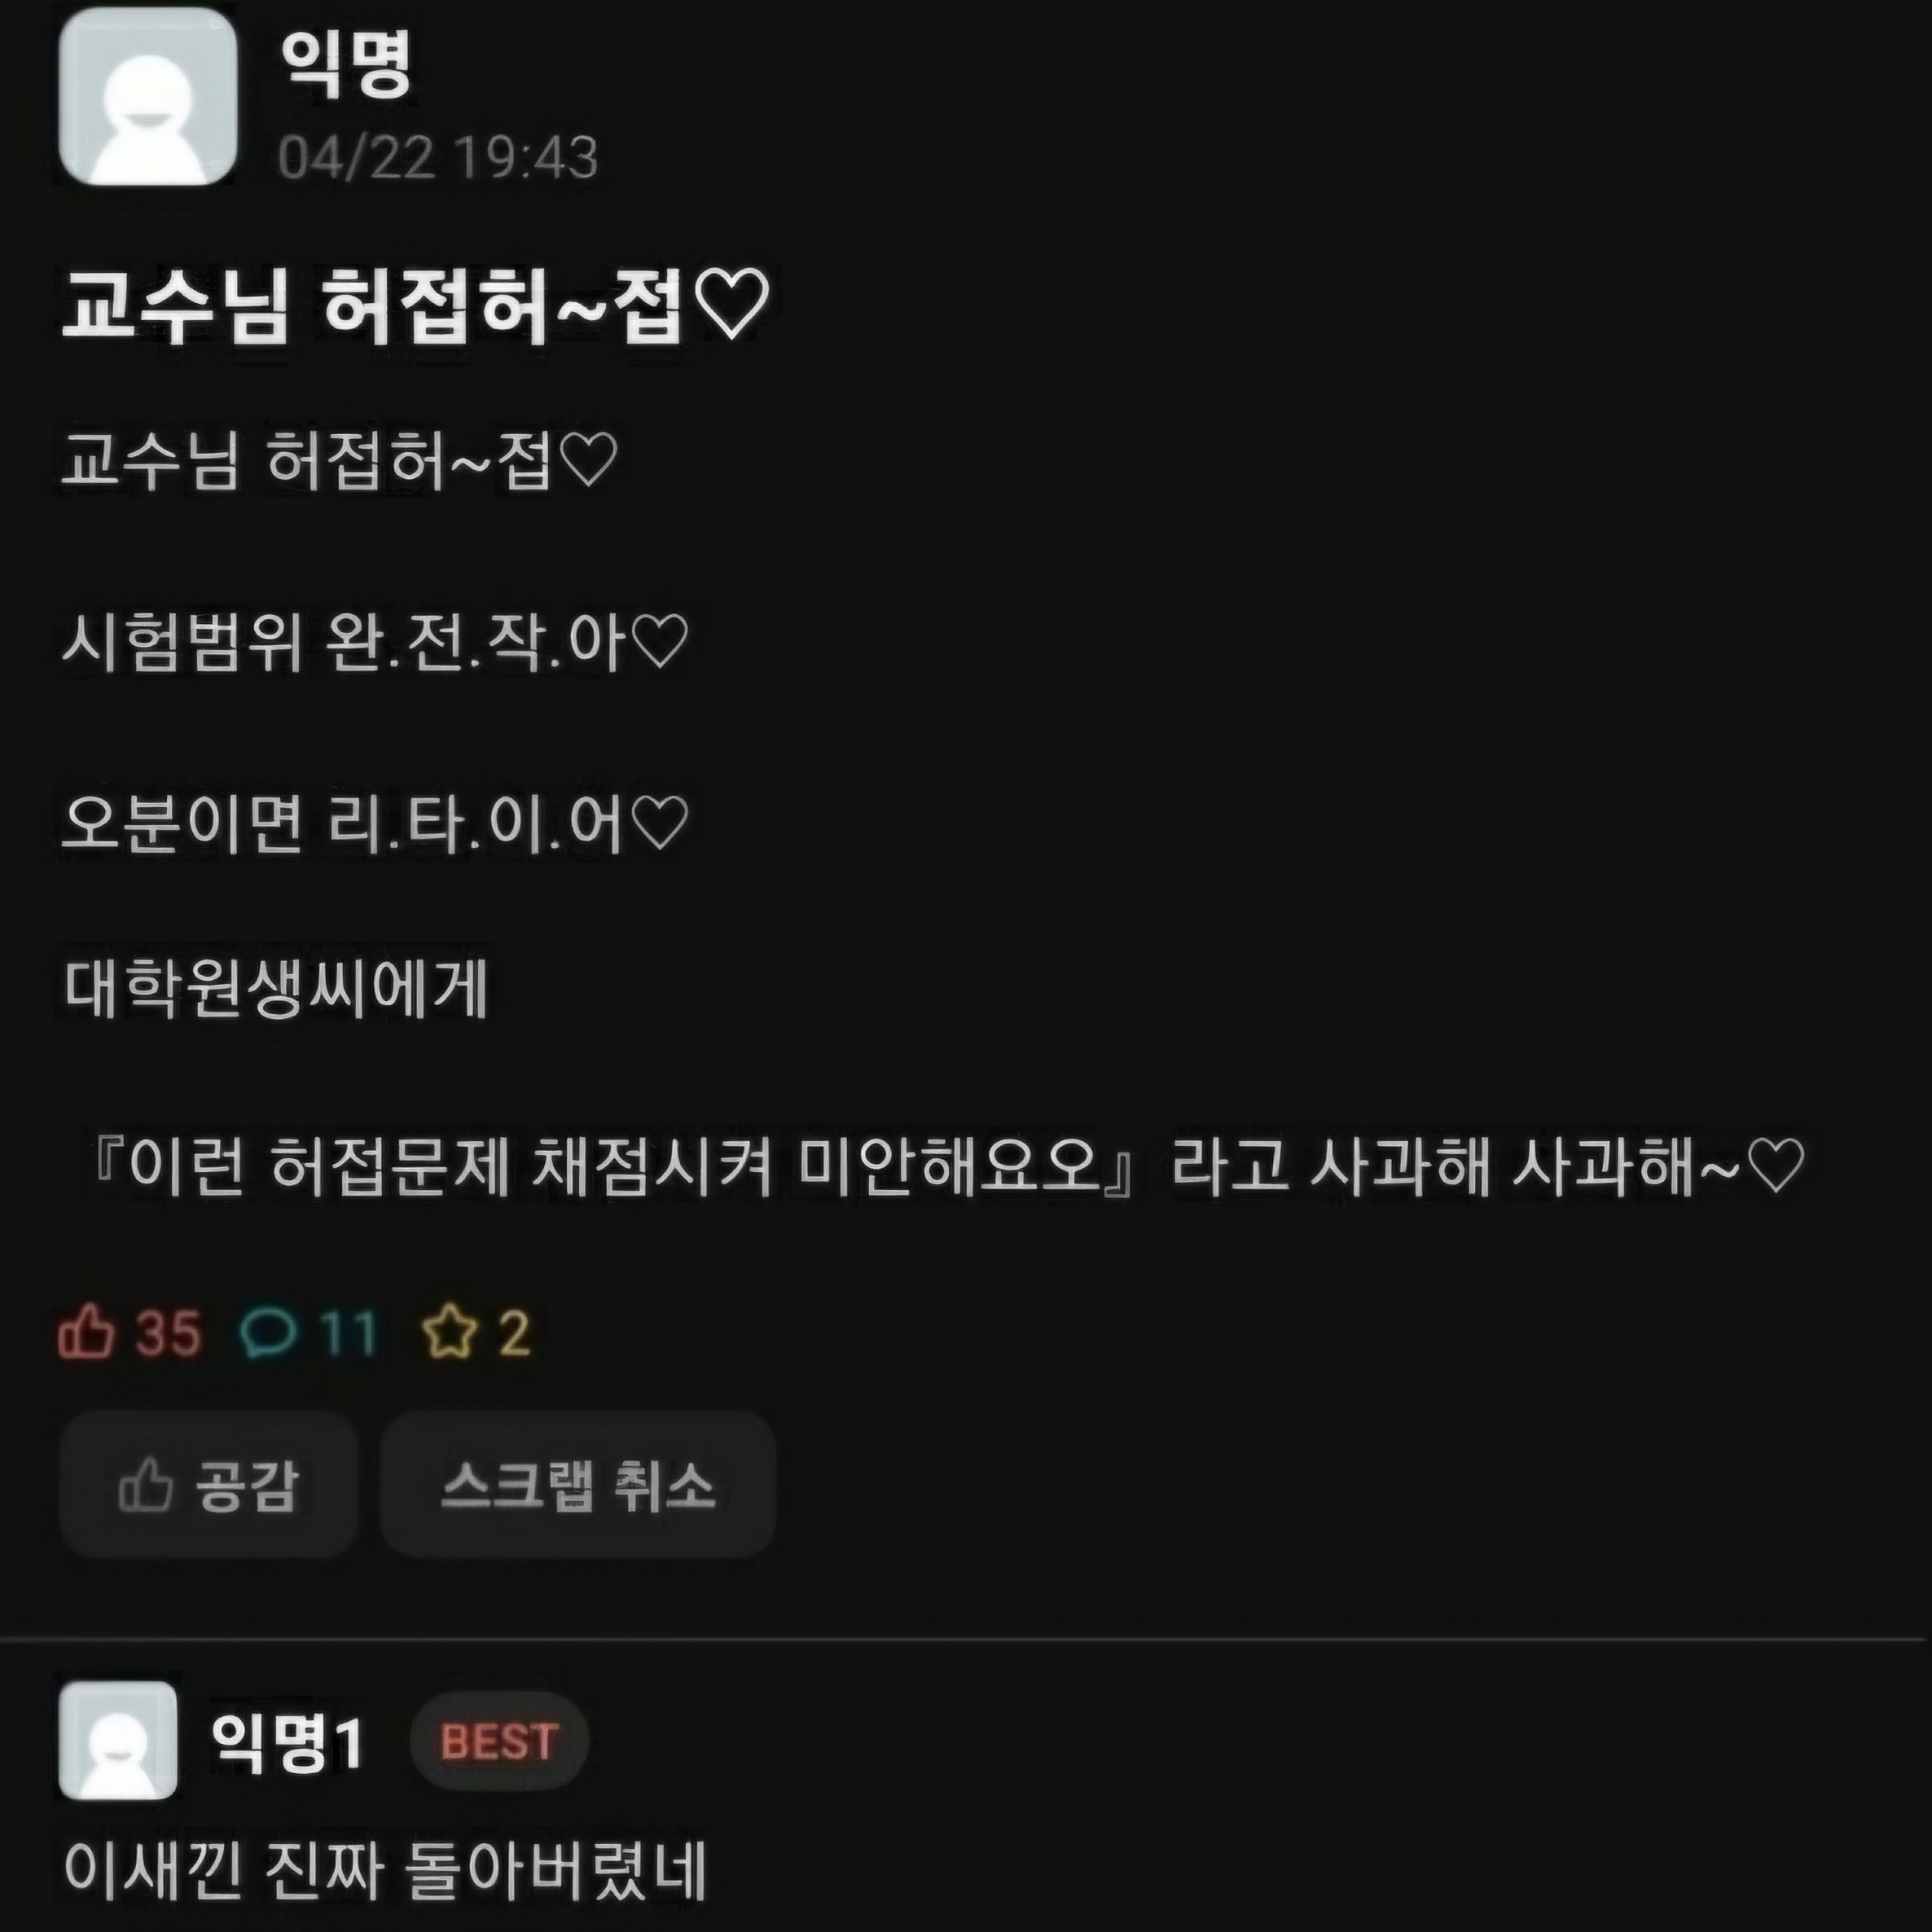 익명
04/22 19:43
교수님 허접허~접♡
교수님 허접허~접♡
시험범위 완.전.작.아♡
오분이면 리.타.이.어♡
대학원생씨에게
『이런 허접문제 채점시켜 미안해요오』 라고 사과해 사과해~♡
35 11 2
공감 스크랩 취소
익명1 BEST
이새낀 진짜 돌아버렸네